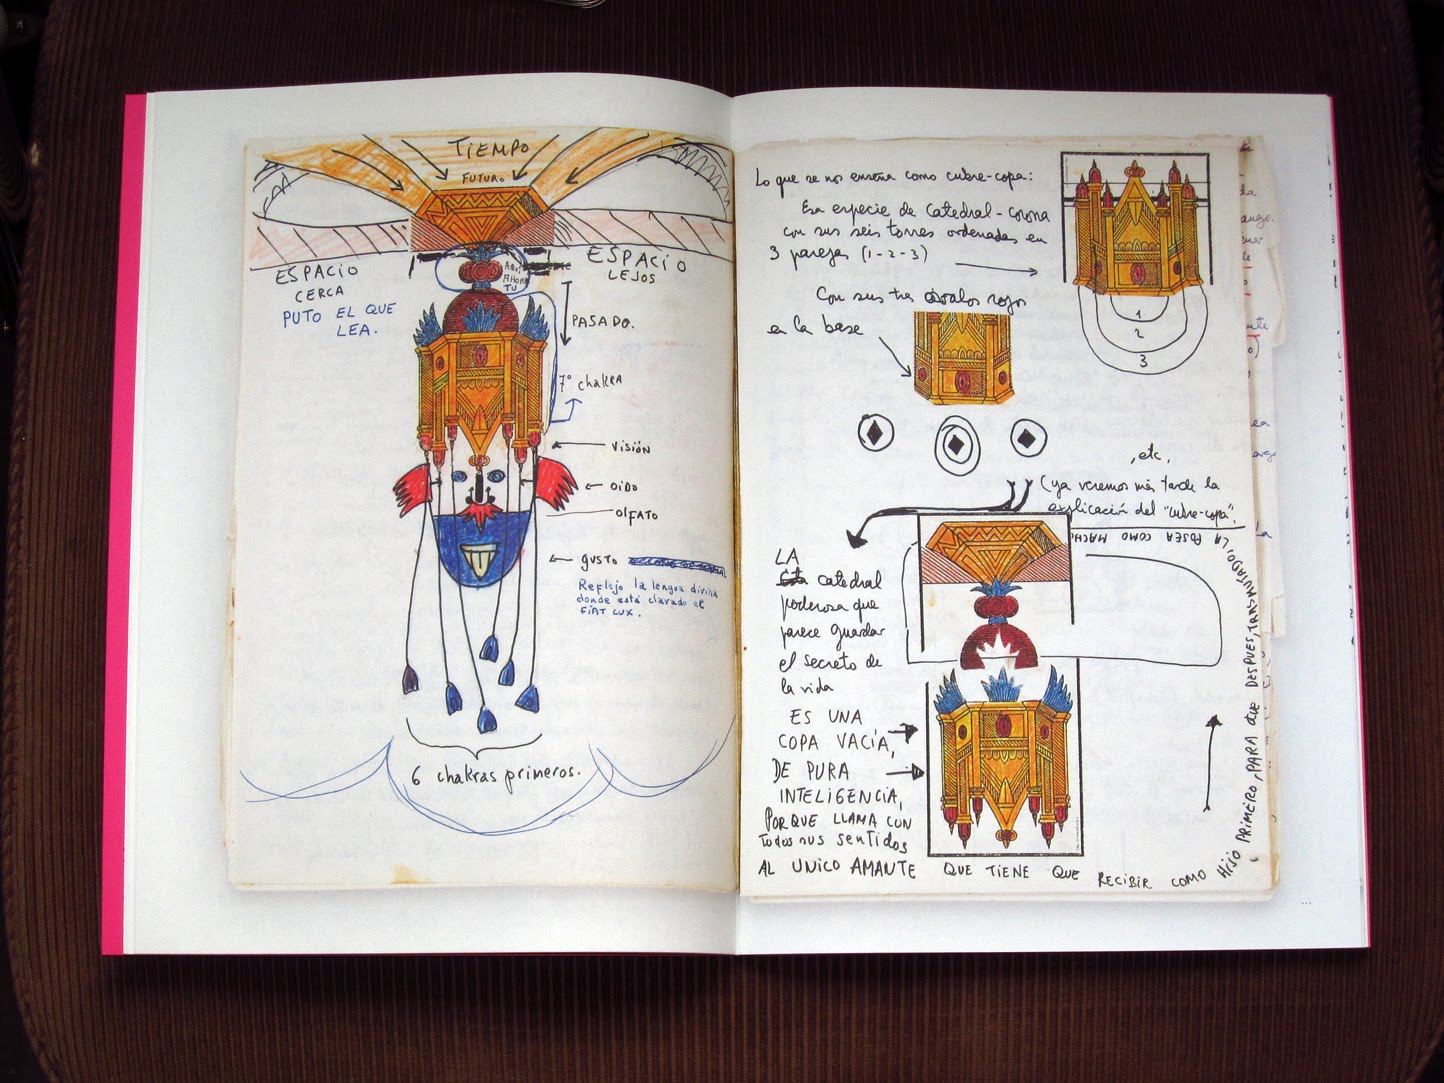 TIEMPO
FUTURO.
ESPACIO
CERCA
PUTO EL QUE
LEA.
AQUÍ
AHORA
TU
ESPACIO
LEJOS
PASADO.
7º chakra
VISIÓN
OIDO
OLFATO
GUSTO
Reflejo la lengua divina
donde está clavado el
FIAT LUX.
6 chakras primeros.
Lo que se nos enseña como cubre-copa:
Esa especie de Catedral-corona
con sus seis torres ordenadas en
3 parejas (1-2-3)
1
2
3
Con sus tres óvalos rojos
en la base
, etc,
(ya veremos más tarde la
explicación del "cubre-copa".
LA POSEA COMO MACHO
LA
catedral
poderosa que
parece guardar
el secreto de
la vida
ES UNA
COPA VACÍA,
DE PURA
INTELIGENCIA,
PORQUE LLAMA CON
todos sus sentidos
AL UNICO AMANTE QUE TIENE QUE RECIBIR COMO HIJO PRIMERO, PARA QUE DESPUES, TRANSMUTADO,